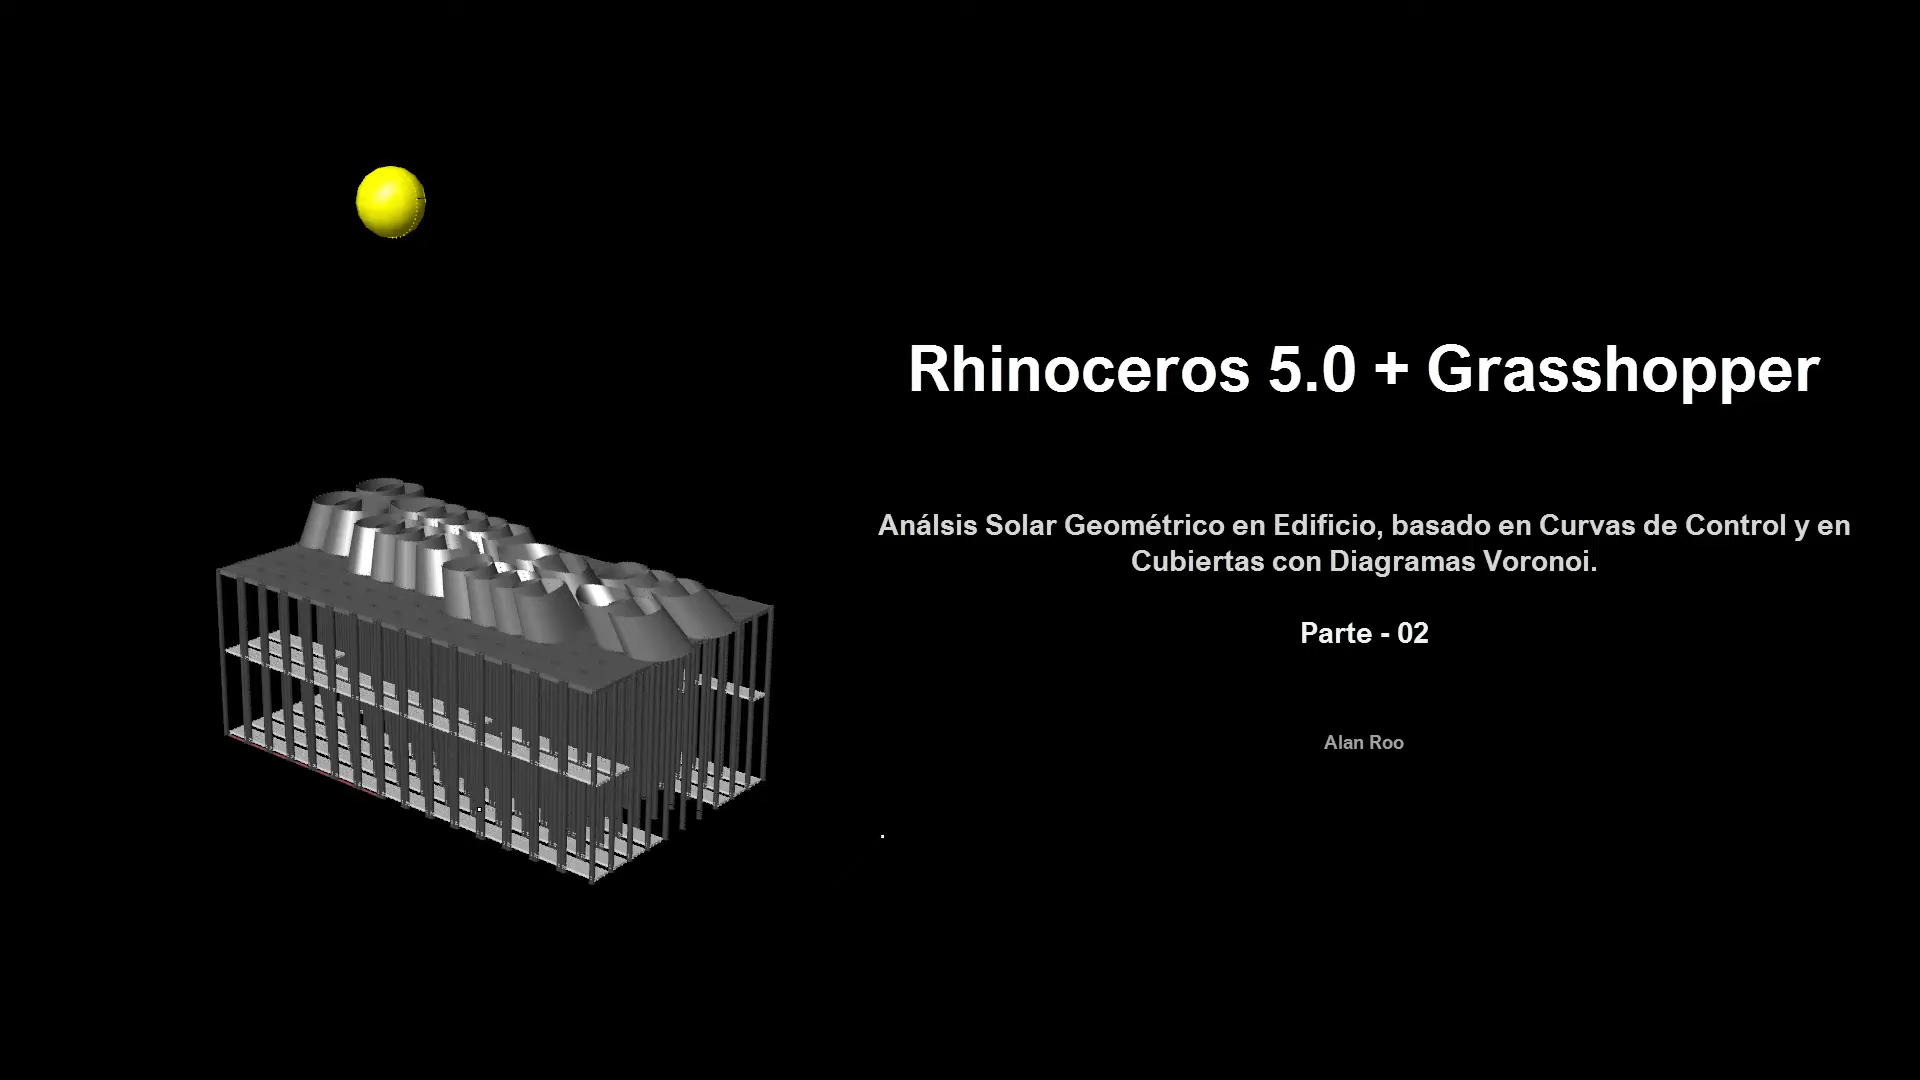 Rhinoceros 5.0 + Grasshopper
Análsis Solar Geométrico en Edificio, basado en Curvas de Control y en
Cubiertas con Diagramas Voronoi.
Parte - 02
Alan Roo